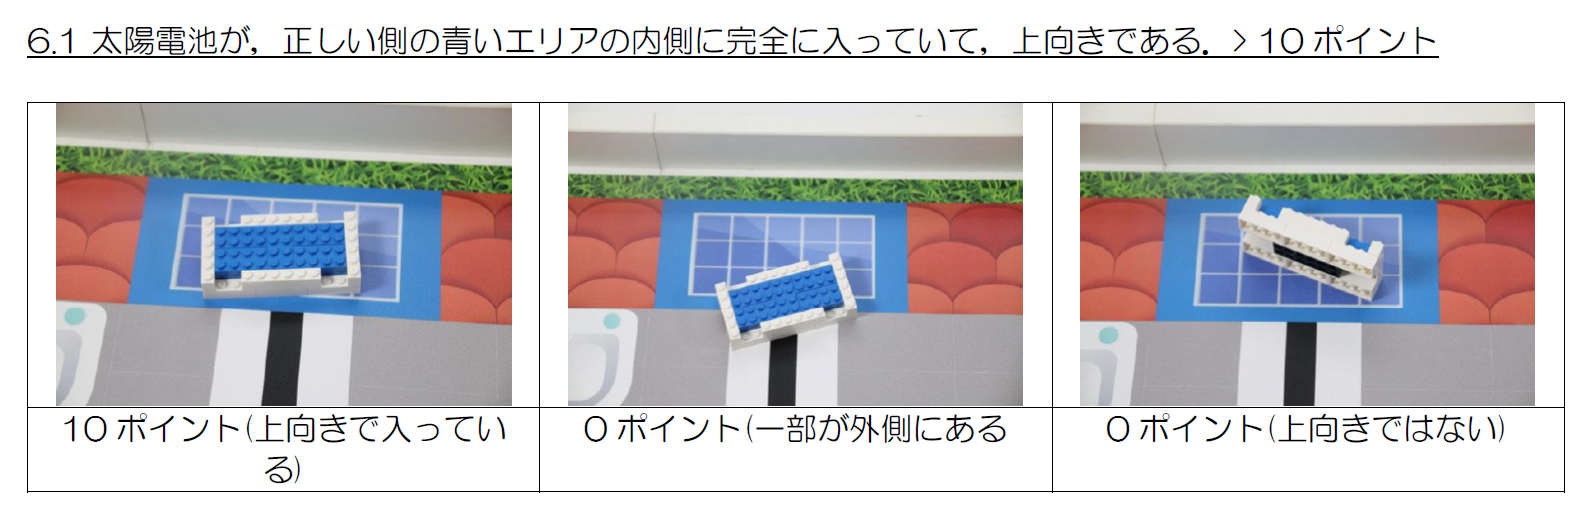 6.1 太陽電池が，正しい側の青いエリアの内側に完全に入っていて，上向きである．> 10 ポイント
10 ポイント(上向きで入ってい
る)
0 ポイント(一部が外側にある
0 ポイント(上向きではない)